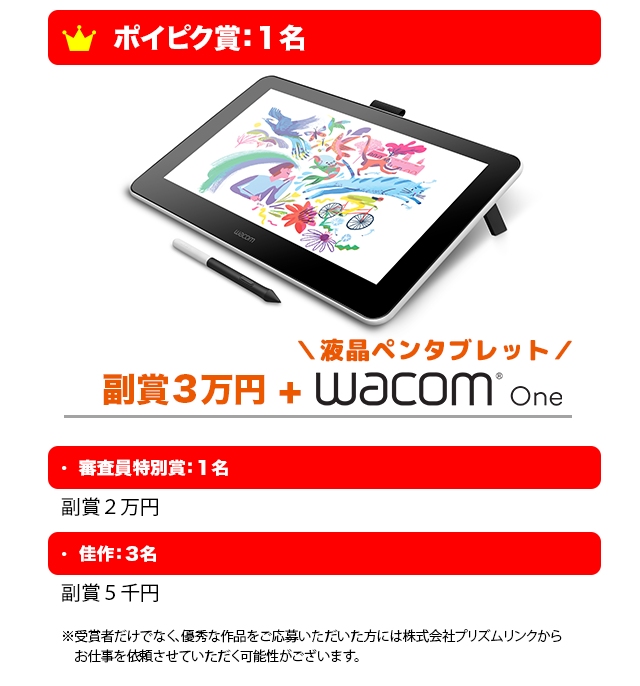 ポイピク賞：１名
wacom
＼液晶ペンタブレット／
副賞３万円 + wacom® One
・ 審査員特別賞：１名
副賞２万円
・ 佳作：３名
副賞５千円
※受賞者だけでなく、優秀な作品をご応募いただいた方には株式会社プリズムリンクから
お仕事を依頼させていただく可能性がございます。